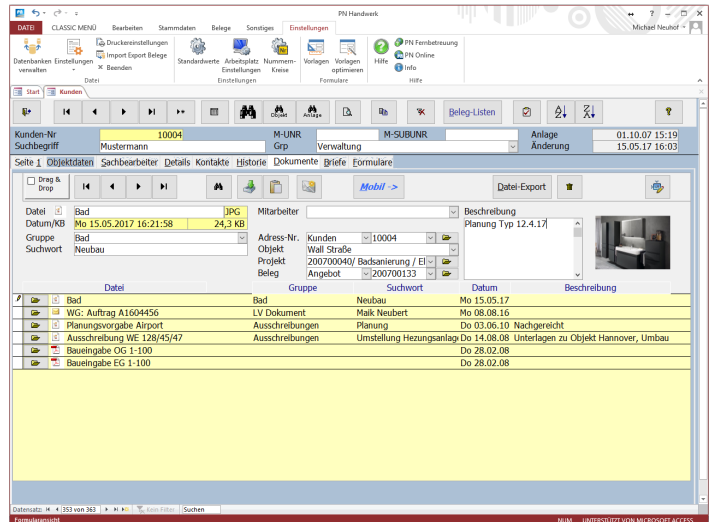 PN Handwerk
DATEI CLASSIC MENÜ Bearbeiten Stammdaten Belege Sonstiges Einstellungen Michael Neuhof
Datenbanken verwalten
Einstellungen
Druckereinstellungen
Import Export Belege
Beenden
Standardwerte
Arbeitsplatz Einstellungen
Nummern-Kreise
Vorlagen
Vorlagen optimieren
Hilfe
PN Fernbetreuung
PN Online
Info
Datei Einstellungen Formulare Hilfe
Start Kunden
Objekt Anlage Beleg-Listen
Kunden-Nr 10004 M-UNR M-SUBUNR Anlage 01.10.07 15:19
Suchbegriff Mustermann Grp Verwaltung Änderung 15.05.17 16:03
Seite 1 Objektdaten Sachbearbeiter Details Kontakte Historie Dokumente Briefe Formulare
Drag & Drop Mobil -> Datei-Export
Datei Bad JPG Mitarbeiter Beschreibung
Datum/KB Mo 15.05.2017 16:21:58 24,3 KB Planung Typ 12.4.17
Gruppe Bad Adress-Nr. Kunden 10004
Suchwort Neubau Objekt Wall Straße
Projekt 200700040/ Badsanierung / El
Beleg Angebot 200700133
Datei Gruppe Suchwort Datum Beschreibung
Bad Bad Neubau Mo 15.05.17
WG: Auftrag A1604456 LV Dokument Maik Neubert Mo 08.08.16
Planungsvorgabe Airport Ausschreibungen Planung Do 03.06.10 Nachgereicht
Ausschreibung WE 128/45/47 Ausschreibungen Umstellung Hezungsanlag Do 14.08.08 Unterlagen zu Objekt Hannover, Umbau
Baueingabe OG 1-100 Do 28.02.08
Baueingabe EG 1-100 Do 28.02.08
Datensatz: 353 von 363 Kein Filter Suchen
Formularansicht NUM UNTERSTÜTZT VON MICROSOFT ACCESS